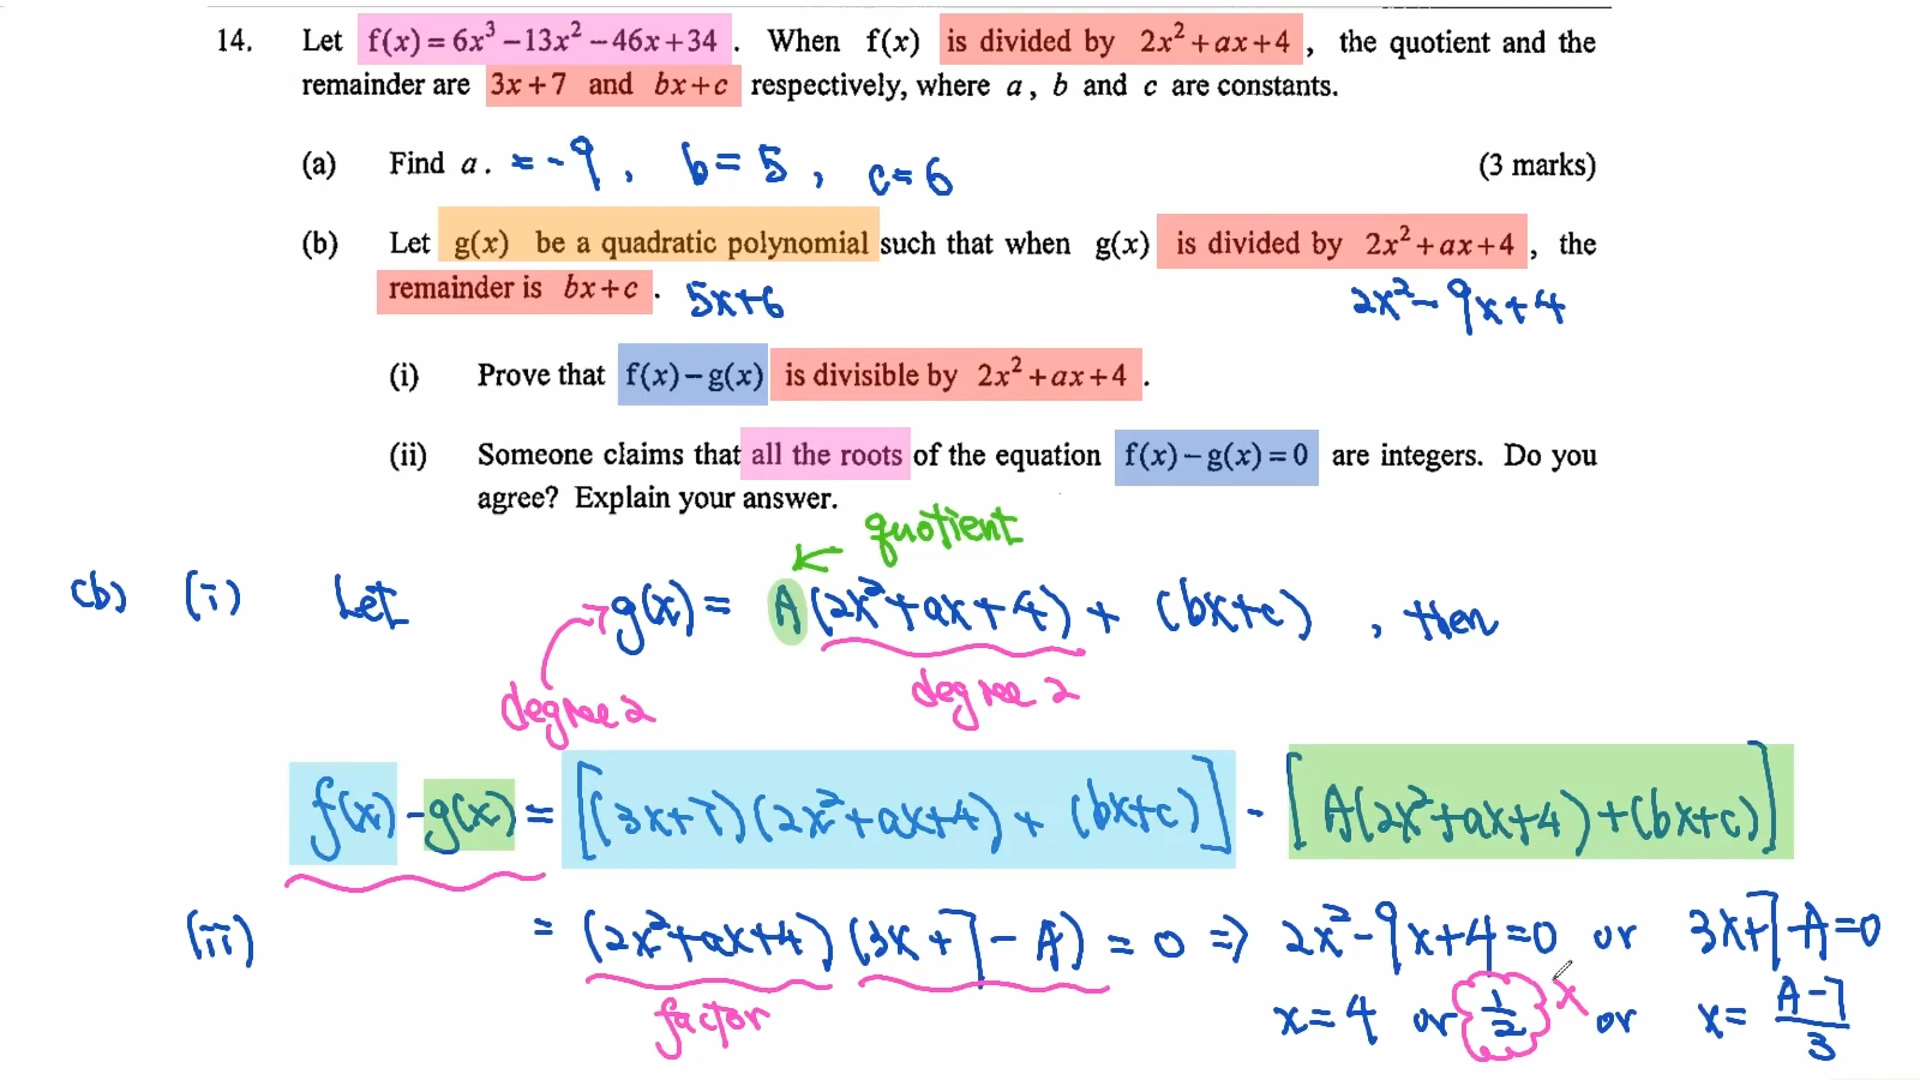 14. Let f(x) = 6x³ – 13x² – 46x + 34 . When f(x) is divided by 2x² + ax + 4 , the quotient and the
remainder are 3x + 7 and bx + c respectively, where a , b and c are constants.
(a) Find a . = -9 , b = 5 , c = 6 (3 marks)
(b) Let g(x) be a quadratic polynomial such that when g(x) is divided by 2x² + ax + 4 , the
remainder is bx + c . 5x+6 2x² - 9x + 4
(i) Prove that f(x) – g(x) is divisible by 2x² + ax + 4 .
(ii) Someone claims that all the roots of the equation f(x) – g(x) = 0 are integers. Do you
agree? Explain your answer.
quotient
(b) (i) Let g(x) = A(2x²+ax+4) + (bx+c) , then
degree 2 degree 2
f(x) - g(x) = [(3x+7)(2x²+ax+4) + (bx+c)] - [A(2x²+ax+4)+(bx+c)]
(ii) = (2x²+ax+4)(3x+7-A) = 0 ⇒ 2x²-9x+4=0 or 3x+7-A=0
factor x = 4 or 1/2 x or x = A-7/3